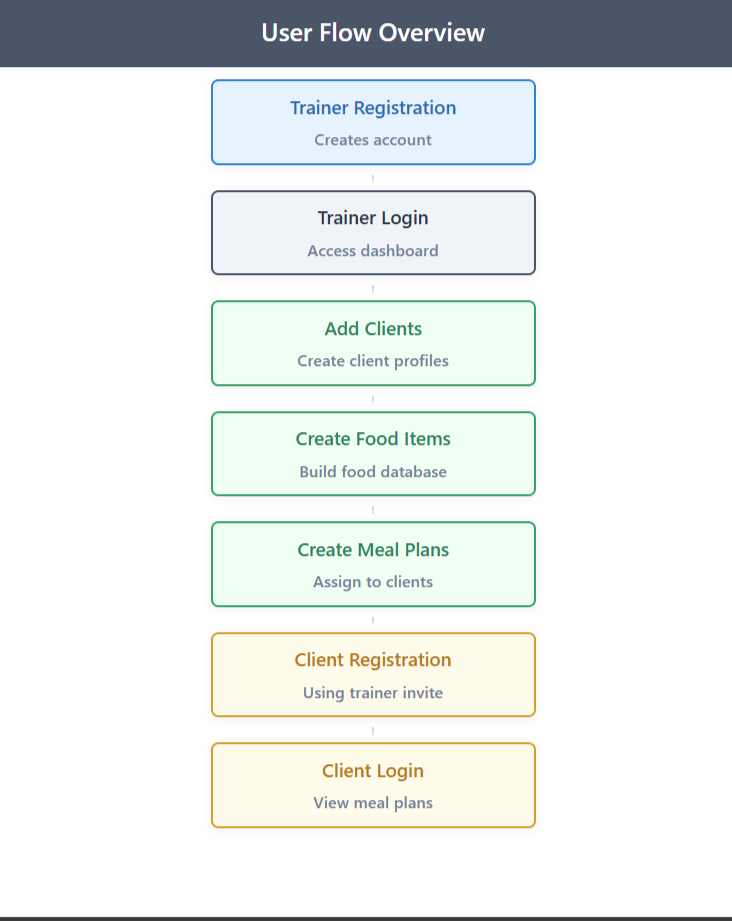 User Flow Overview
Trainer Registration
Creates account
Trainer Login
Access dashboard
Add Clients
Create client profiles
Create Food Items
Build food database
Create Meal Plans
Assign to clients
Client Registration
Using trainer invite
Client Login
View meal plans